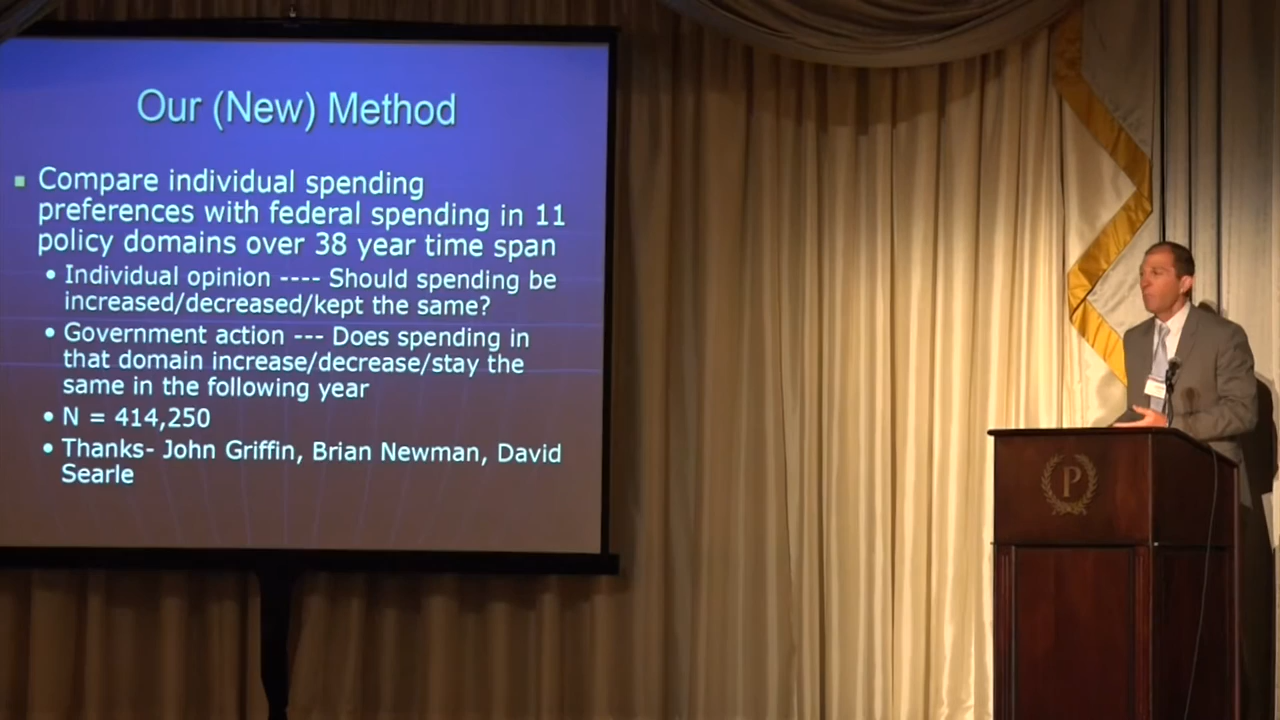 Our (New) Method
Compare individual spending
preferences with federal spending in 11
policy domains over 38 year time span
Individual opinion ---- Should spending be
increased/decreased/kept the same?
Government action --- Does spending in
that domain increase/decrease/stay the
same in the following year
N = 414,250
Thanks- John Griffin, Brian Newman, David
Searle
P